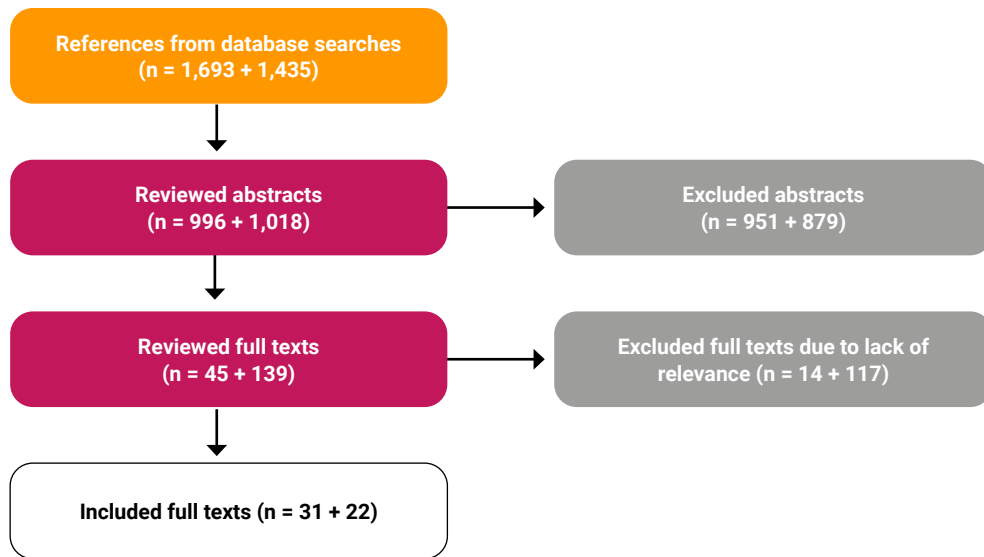 References from database searches
(n = 1,693 + 1,435)
Reviewed abstracts
(n = 996 + 1,018)
Excluded abstracts
(n = 951 + 879)
Reviewed full texts
(n = 45 + 139)
Excluded full texts due to lack of
relevance (n = 14 + 117)
Included full texts (n = 31 + 22)